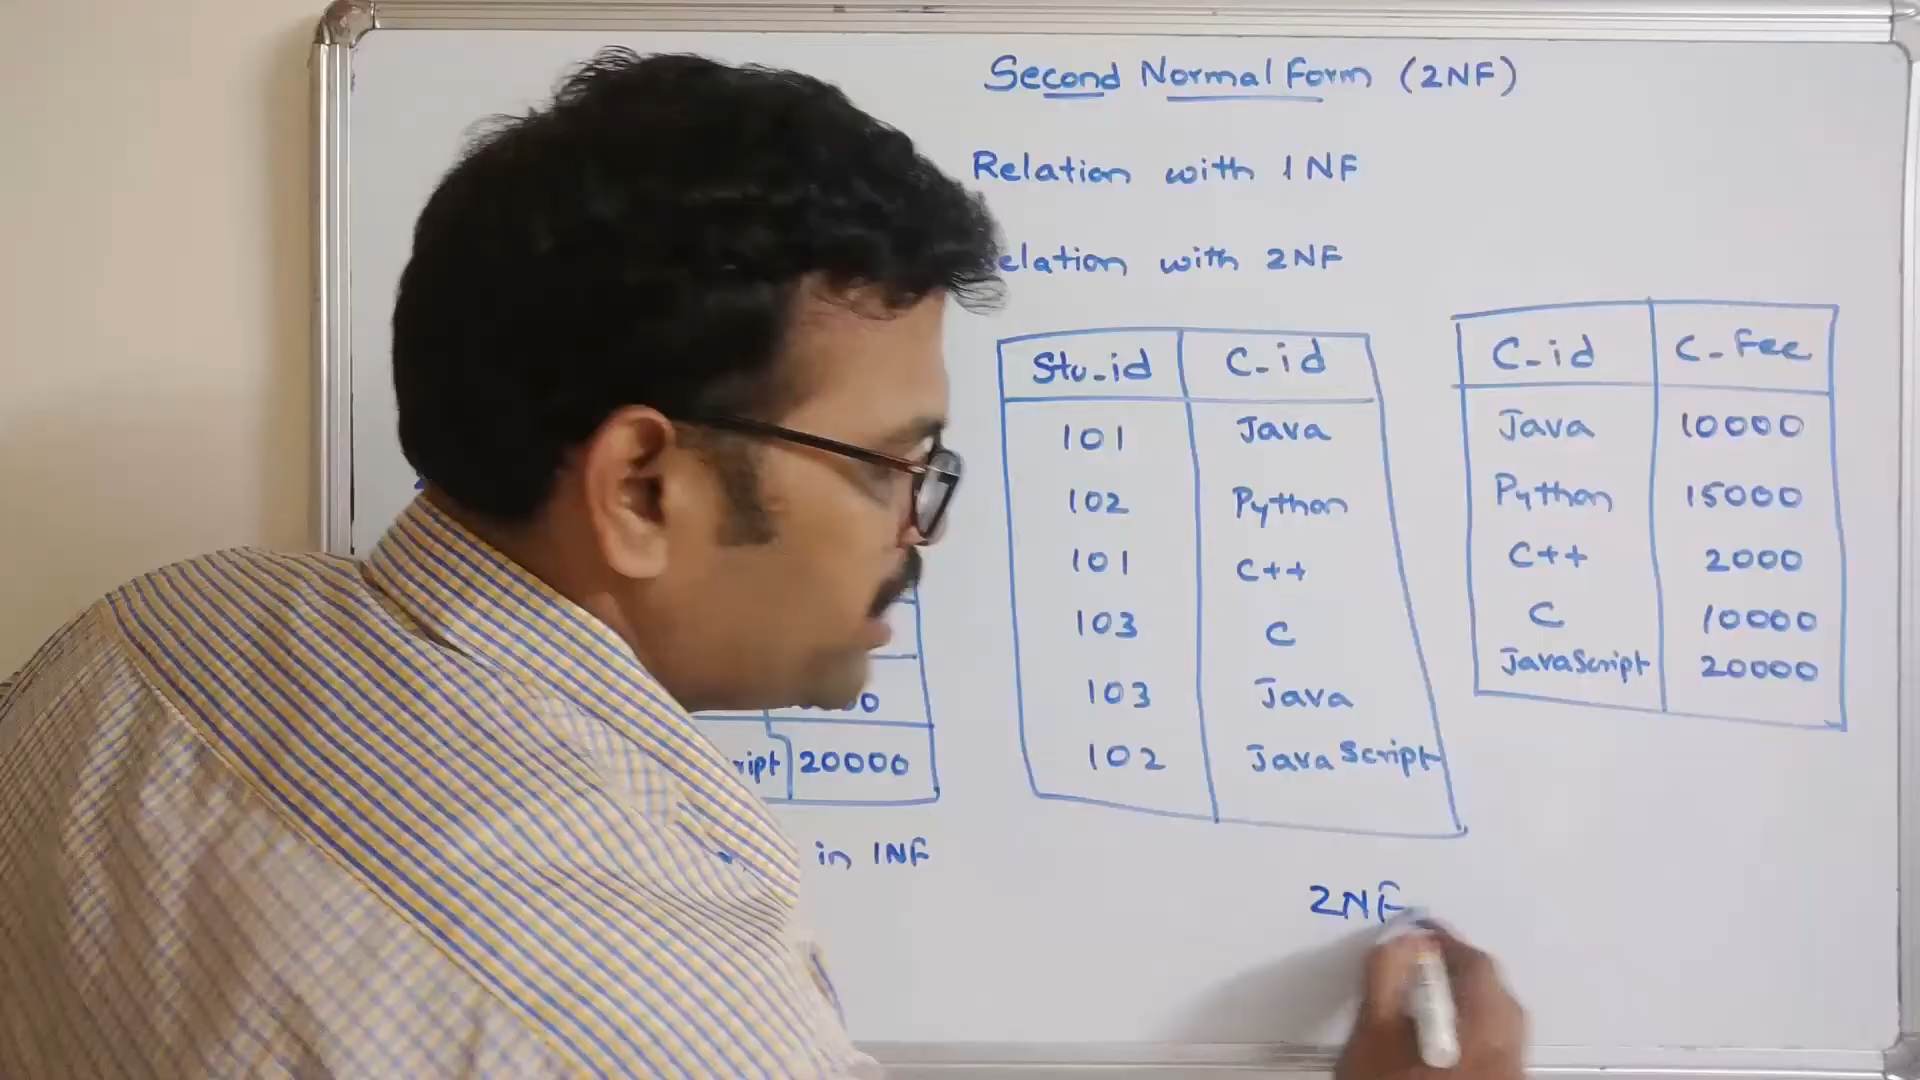 Second Normal Form (2NF)
Relation with 1NF
elation with 2NF
Stu_id C_id
101 Java
102 Python
101 C++
103 C
103 Java
102 JavaScript
C_id C_Fee
Java 10000
Python 15000
C++ 2000
C 10000
JavaScript 20000
ript 20000
in 1NF
2NF